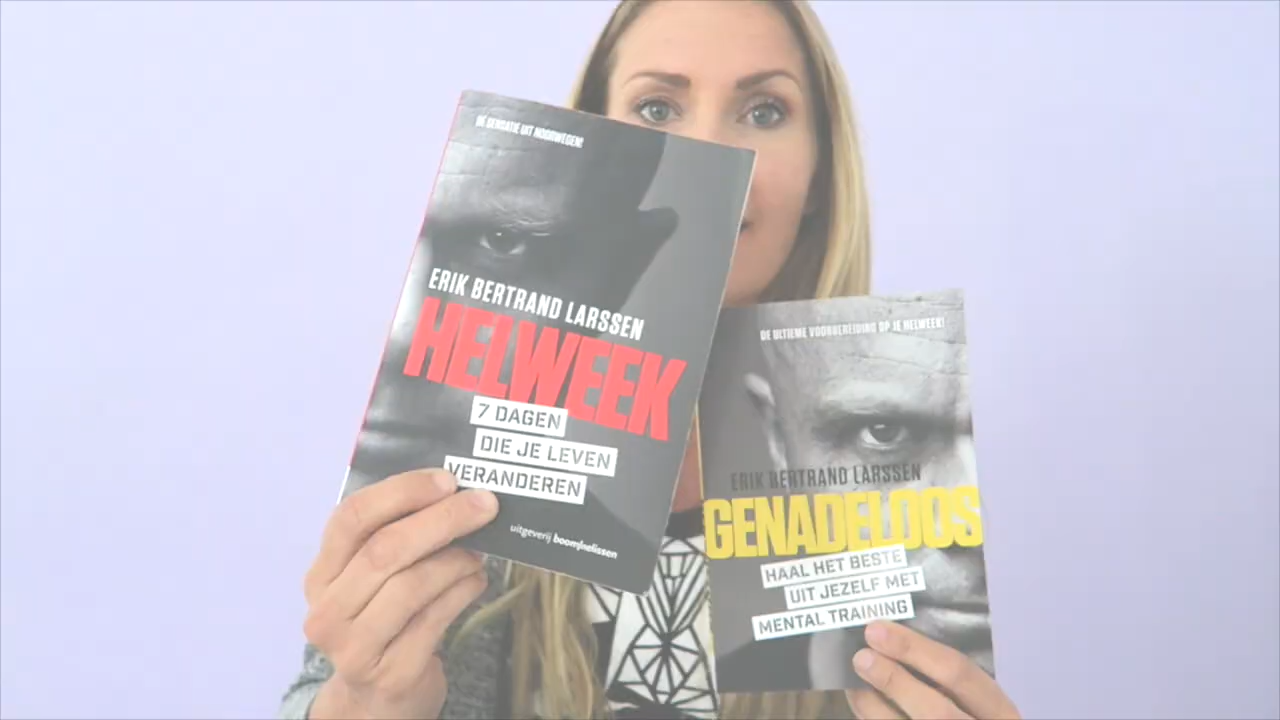 DE SENSATIE UIT NOORWEGEN!
ERIK BERTRAND LARSSEN
HELWEEK
7 DAGEN
DIE JE LEVEN
VERANDEREN
uitgeverij boom|nelissen
DE ULTIEME VOORBEREIDING OP JE HELWEEK!
ERIK BERTRAND LARSSEN
GENADELOOS
HAAL HET BESTE
UIT JEZELF MET
MENTAL TRAINING